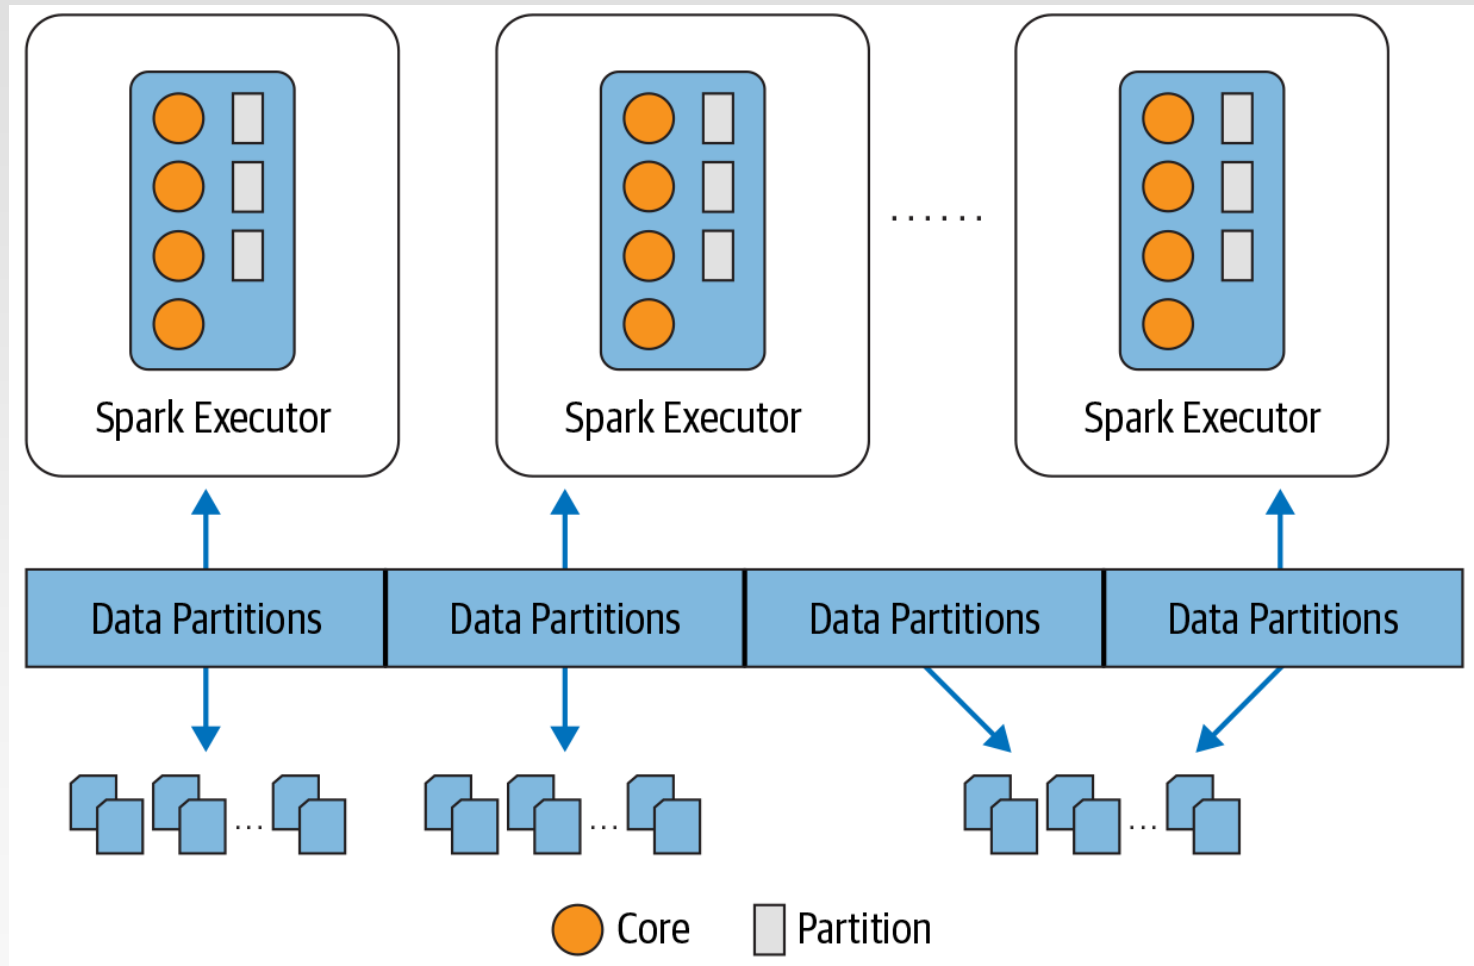 ......
Spark Executor
Spark Executor
Spark Executor
Data Partitions
Data Partitions
Data Partitions
Data Partitions
...
...
...
Core
Partition